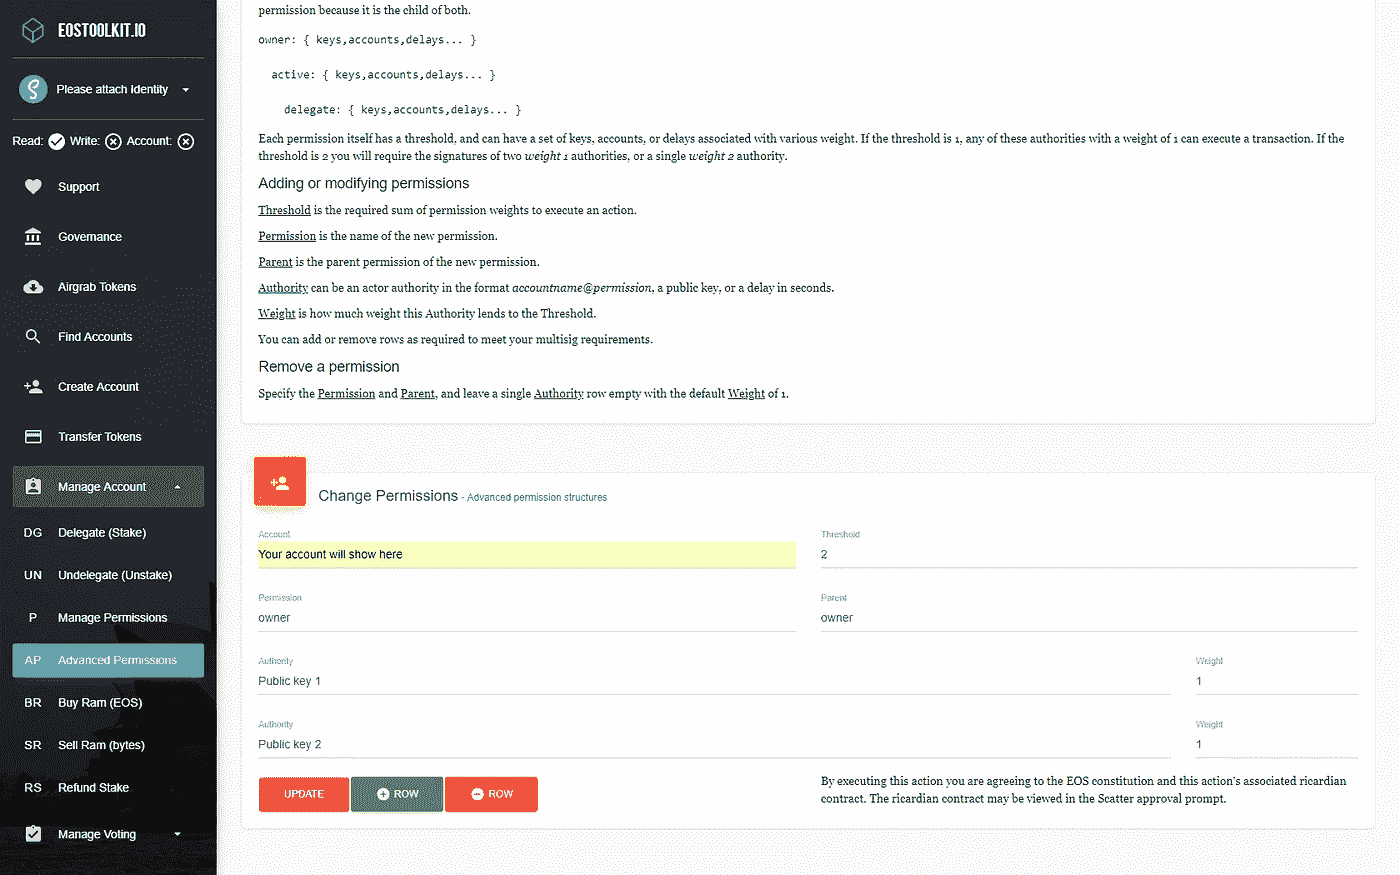 EOSTOOLKIT.IO
Please attach Identity
Read: Write: Account:
Support
Governance
Airgrab Tokens
Find Accounts
Create Account
Transfer Tokens
Manage Account
DG Delegate (Stake)
UN Undelegate (Unstake)
P Manage Permissions
AP Advanced Permissions
BR Buy Ram (EOS)
SR Sell Ram (bytes)
RS Refund Stake
Manage Voting
permission because it is the child of both.
owner: { keys,accounts,delays... }
active: { keys,accounts,delays... }
delegate: { keys,accounts,delays... }
Each permission itself has a threshold, and can have a set of keys, accounts, or delays associated with various weight. If the threshold is 1, any of these authorities with a weight of 1 can execute a transaction. If the
threshold is 2 you will require the signatures of two weight 1 authorities, or a single weight 2 authority.
Adding or modifying permissions
Threshold is the required sum of permission weights to execute an action.
Permission is the name of the new permission.
Parent is the parent permission of the new permission.
Authority can be an actor authority in the format accountname@permission, a public key, or a delay in seconds.
Weight is how much weight this Authority lends to the Threshold.
You can add or remove rows as required to meet your multisig requirements.
Remove a permission
Specify the Permission and Parent, and leave a single Authority row empty with the default Weight of 1.
Change Permissions - Advanced permission structures
Account Threshold
Your account will show here 2
Permission Parent
owner owner
Authority Weight
Public key 1 1
Authority Weight
Public key 2 1
UPDATE ROW ROW
By executing this action you are agreeing to the EOS constitution and this action's associated ricardian
contract. The ricardian contract may be viewed in the Scatter approval prompt.